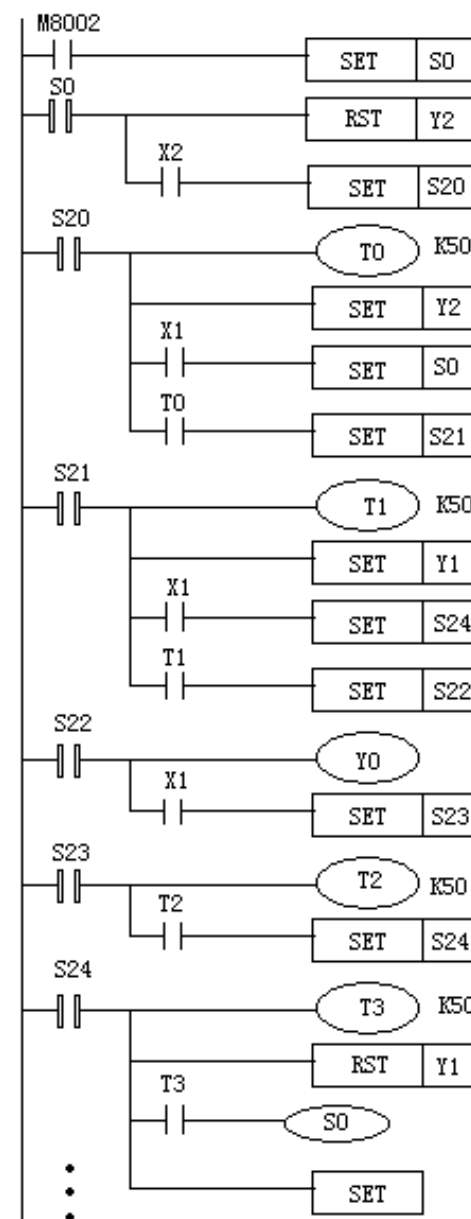 M8002
SET S0
S0
RST Y2
X2
SET S20
S20
T0 K50
SET Y2
X1
SET S0
T0
SET S21
S21
T1 K50
SET Y1
X1
SET S24
T1
SET S22
S22
Y0
X1
SET S23
S23
T2 K50
T2
SET S24
S24
T3 K50
RST Y1
T3
S0
SET